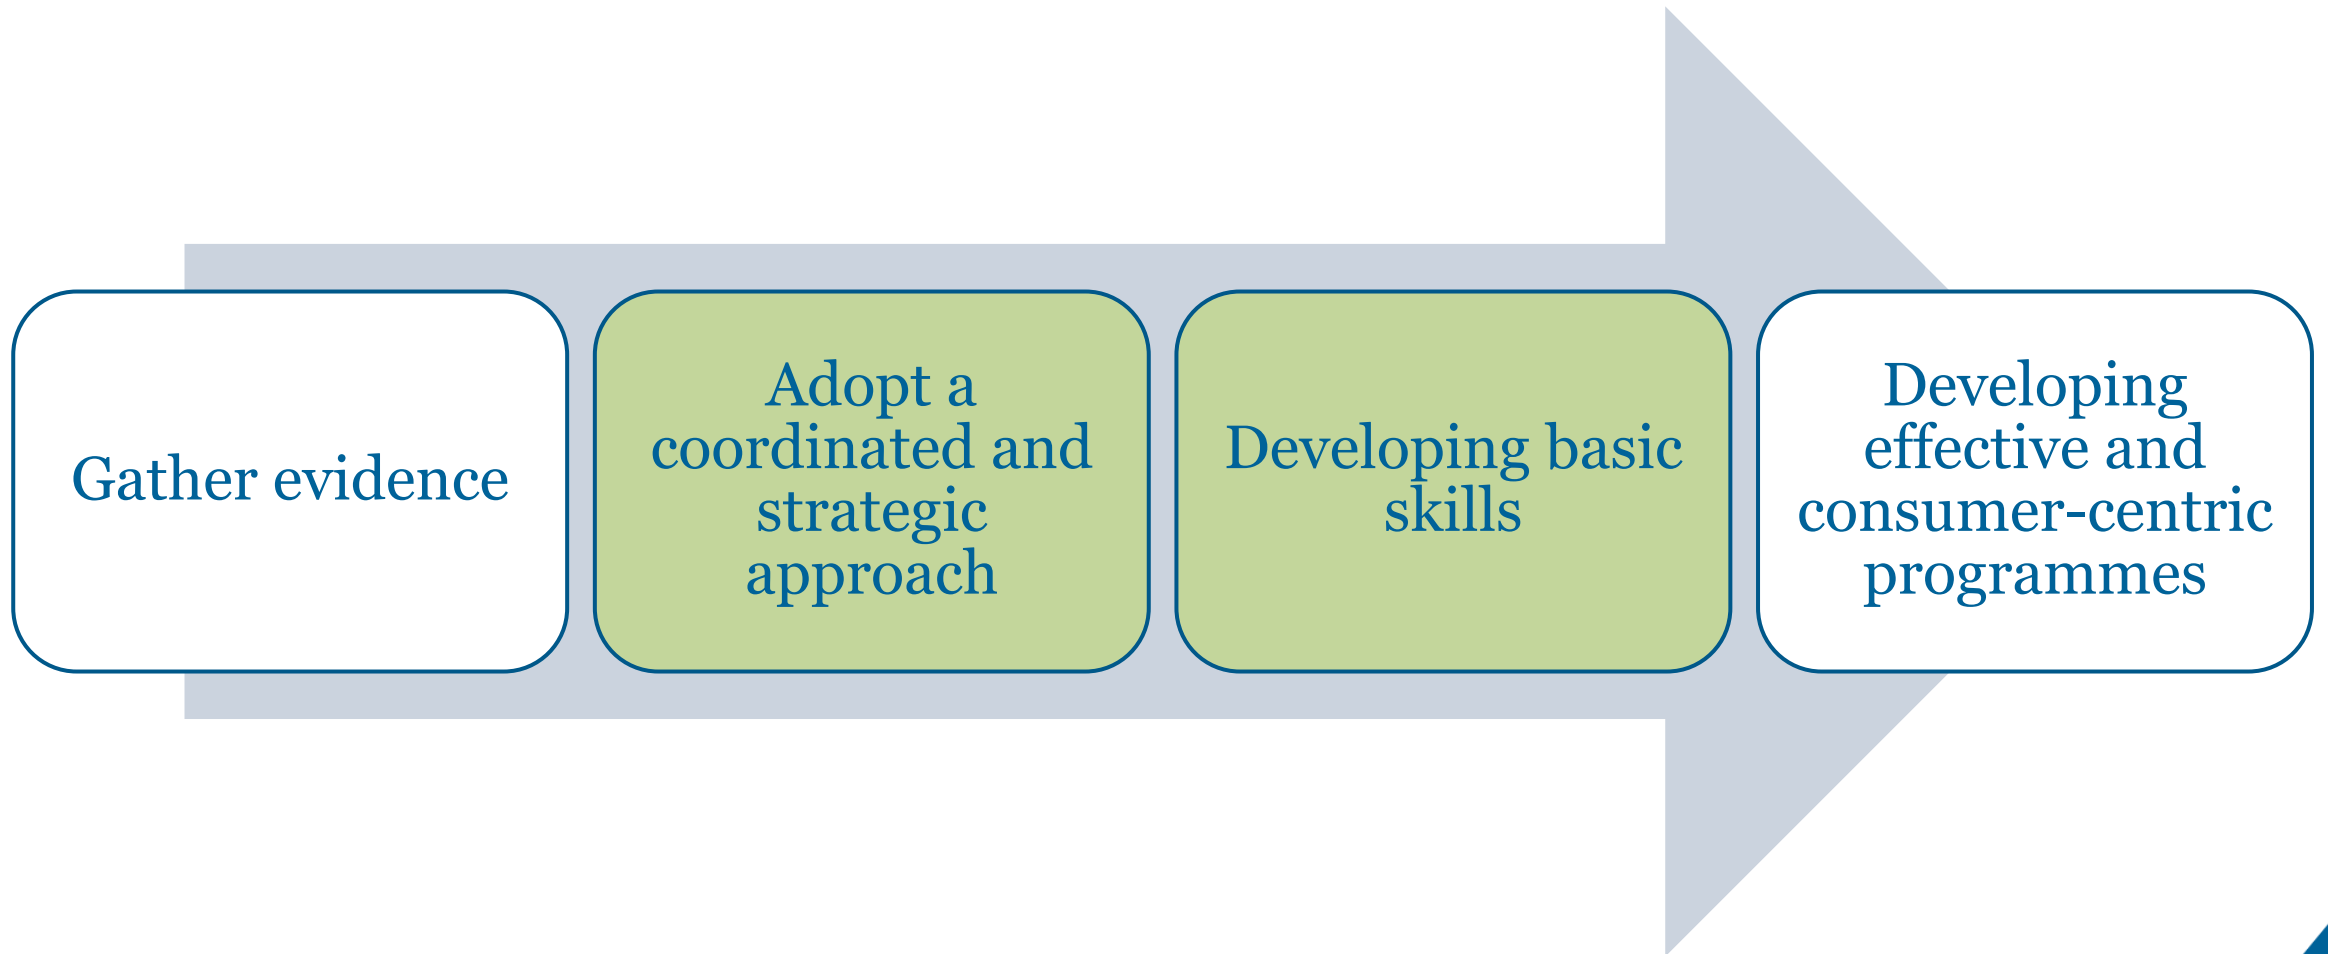 Gather evidence
Adopt a
coordinated and
strategic
approach
Developing basic
skills
Developing
effective and
consumer-centric
programmes